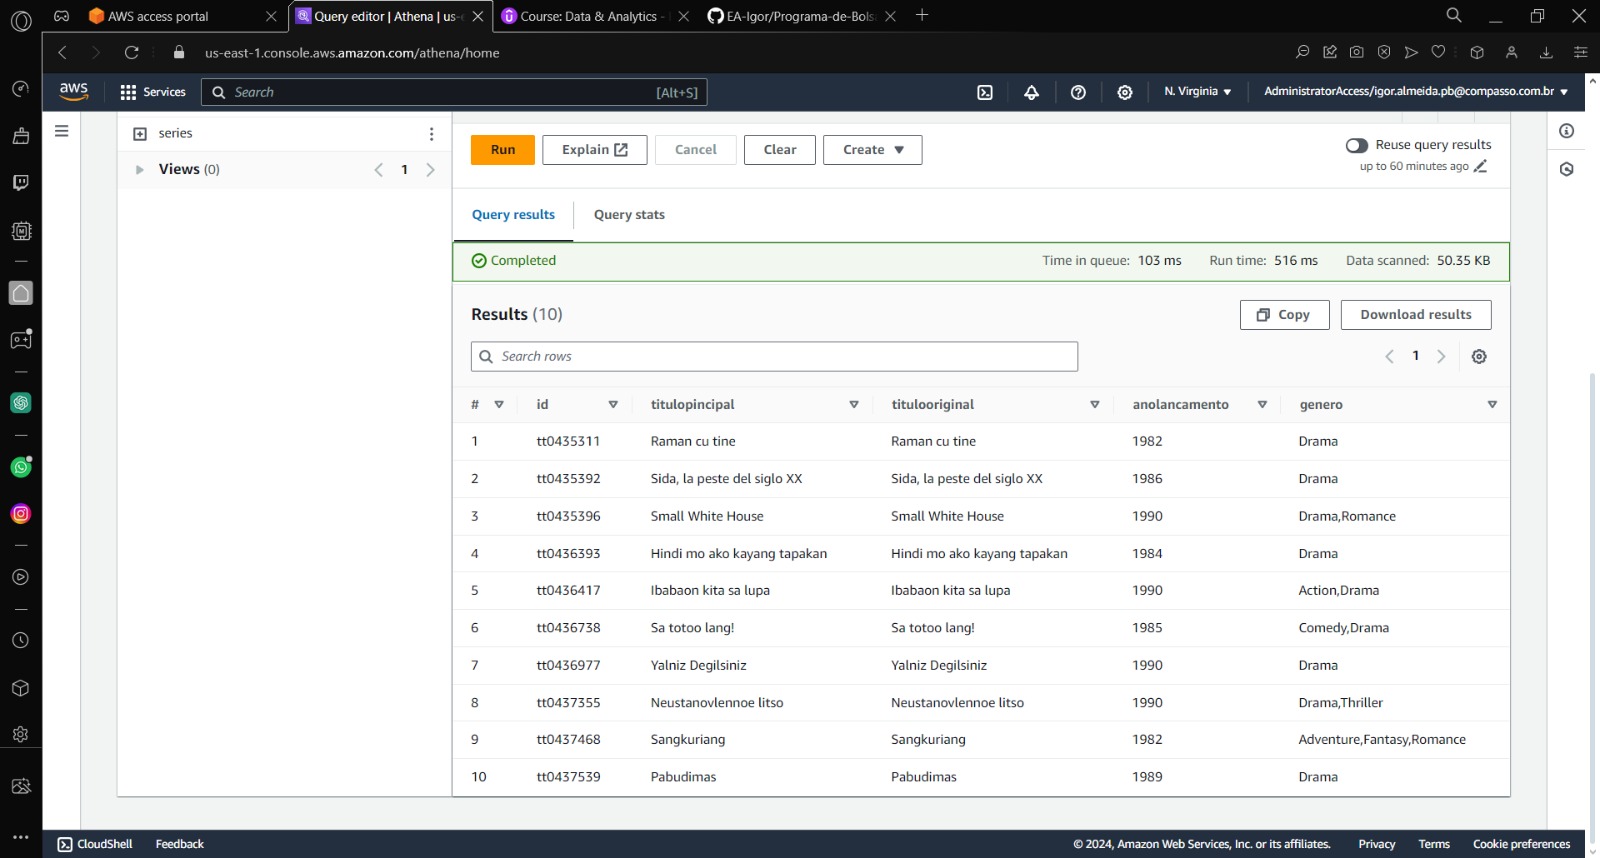 AWS access portal
Query editor | Athena | us-e
Course: Data & Analytics -
EA-Igor/Programa-de-Bols
us-east-1.console.aws.amazon.com/athena/home
aws
Services
Search
[Alt+S]
N. Virginia
AdministratorAccess/igor.almeida.pb@compasso.com.br
series
Views (0)
1
Run
Explain
Cancel
Clear
Create
Reuse query results
up to 60 minutes ago
Query results
Query stats
Completed
Time in queue: 103 ms
Run time: 516 ms
Data scanned: 50.35 KB
Results (10)
Copy
Download results
Search rows
1
# id titulopincipal titulooriginal anolancamento genero
1 tt0435311 Raman cu tine Raman cu tine 1982 Drama
2 tt0435392 Sida, la peste del siglo XX Sida, la peste del siglo XX 1986 Drama
3 tt0435396 Small White House Small White House 1990 Drama,Romance
4 tt0436393 Hindi mo ako kayang tapakan Hindi mo ako kayang tapakan 1984 Drama
5 tt0436417 Ibabaon kita sa lupa Ibabaon kita sa lupa 1990 Action,Drama
6 tt0436738 Sa totoo lang! Sa totoo lang! 1985 Comedy,Drama
7 tt0436977 Yalniz Degilsiniz Yalniz Degilsiniz 1990 Drama
8 tt0437355 Neustanovlennoe litso Neustanovlennoe litso 1990 Drama,Thriller
9 tt0437468 Sangkuriang Sangkuriang 1982 Adventure,Fantasy,Romance
10 tt0437539 Pabudimas Pabudimas 1989 Drama
CloudShell
Feedback
© 2024, Amazon Web Services, Inc. or its affiliates.
Privacy
Terms
Cookie preferences